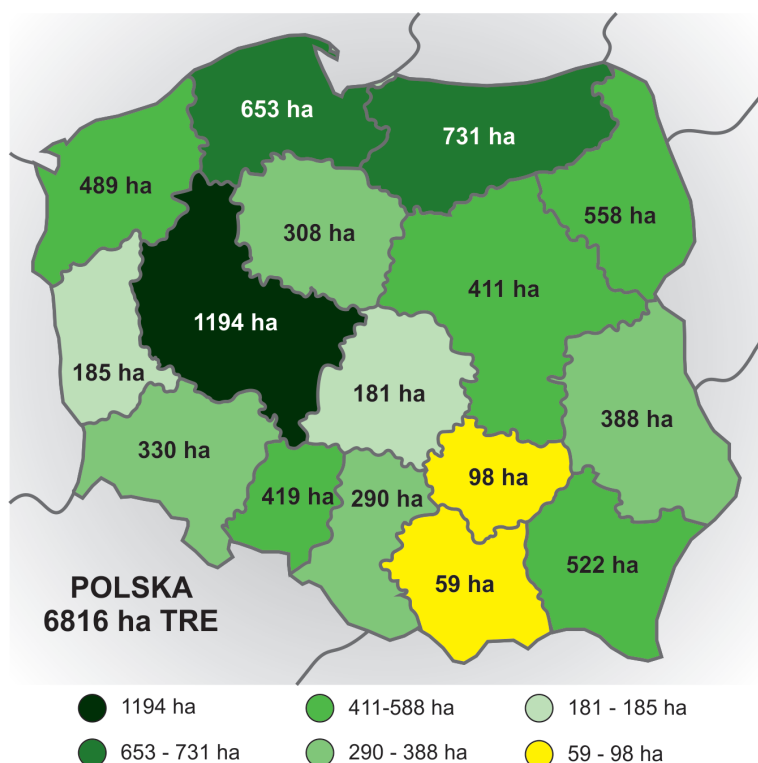 653 ha
731 ha
489 ha
558 ha
308 ha
411 ha
1194 ha
185 ha
181 ha
388 ha
330 ha
98 ha
419 ha
290 ha
522 ha
59 ha
POLSKA
6816 ha TRE
1194 ha
411-588 ha
181 - 185 ha
653 - 731 ha
290 - 388 ha
59 - 98 ha